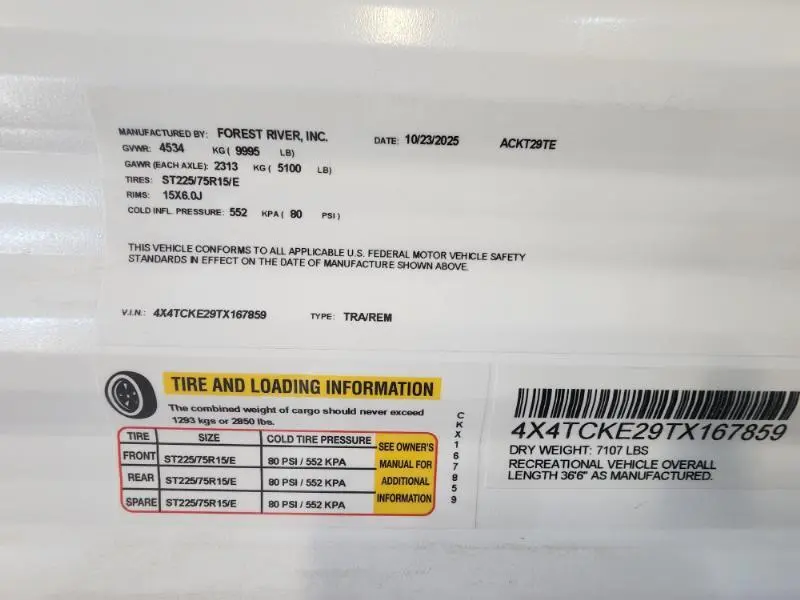 MANUFACTURED BY: FOREST RIVER, INC. DATE: 10/23/2025 ACKT29TE
GVWR: 4534 KG ( 9995 LB)
GAWR (EACH AXLE): 2313 KG ( 5100 LB)
TIRES: ST225/75R15/E
RIMS: 15X6.0J
COLD INFL. PRESSURE: 552 KPA ( 80 PSI )
THIS VEHICLE CONFORMS TO ALL APPLICABLE U.S. FEDERAL MOTOR VEHICLE SAFETY
STANDARDS IN EFFECT ON THE DATE OF MANUFACTURE SHOWN ABOVE.
V.I.N.: 4X4TCKE29TX167859 TYPE: TRA/REM
TIRE AND LOADING INFORMATION
The combined weight of cargo should never exceed
1293 kgs or 2850 lbs.
TIRE SIZE COLD TIRE PRESSURE
FRONT ST225/75R15/E 80 PSI / 552 KPA
REAR ST225/75R15/E 80 PSI / 552 KPA
SPARE ST225/75R15/E 80 PSI / 552 KPA
SEE OWNER'S
MANUAL FOR
ADDITIONAL
INFORMATION
CKX167859
4X4TCKE29TX167859
DRY WEIGHT: 7107 LBS
RECREATIONAL VEHICLE OVERALL
LENGTH 36'6" AS MANUFACTURED.